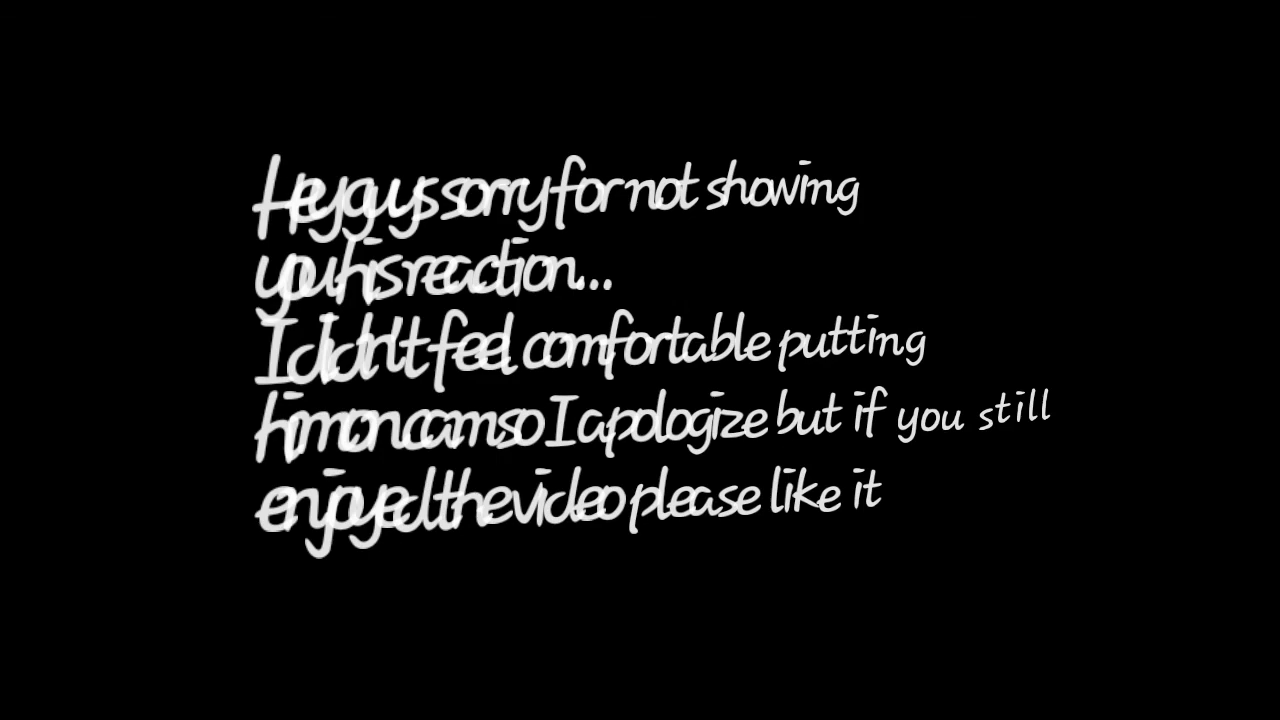 Hey guys sorry for not showing
you his reaction...
I didn't feel comfortable putting
him on cam so I apologize but if you still
enjoyed the video please like it